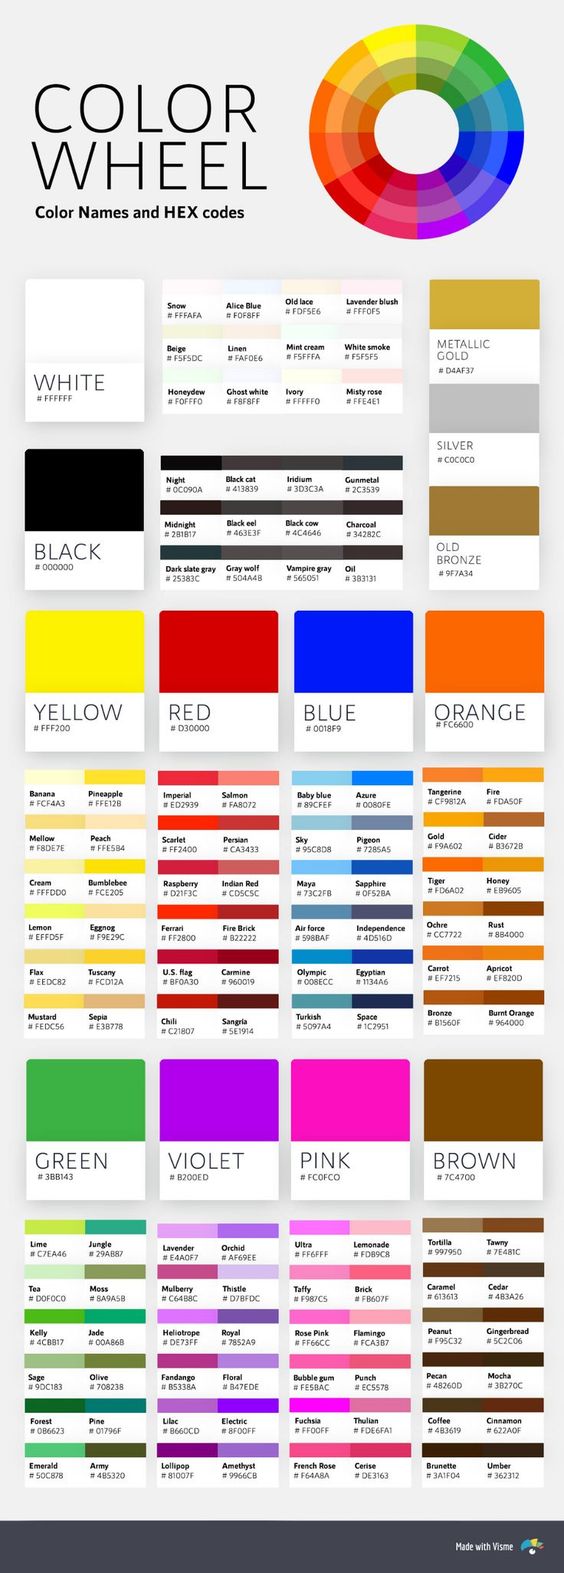 COLOR
WHEEL
Color Names and HEX codes
WHITE
# FFFFFF
Snow
# FFFAFA
Alice Blue
# F0F8FF
Old lace
# FDF5E6
Lavender blush
# FFF0F5
Beige
# F5F5DC
Linen
# FAF0E6
Mint cream
# F5FFFA
White smoke
# F5F5F5
Honeydew
# F0FFF0
Ghost white
# F8F8FF
Ivory
# FFFFF0
Misty rose
# FFE4E1
METALLIC
GOLD
# D4AF37
SILVER
# C0C0C0
OLD
BRONZE
# 9F7A34
BLACK
# 000000
Night
# 0C090A
Black cat
# 413839
Iridium
# 3D3C3A
Gunmetal
# 2C3539
Midnight
# 2B1B17
Black eel
# 463E3F
Black cow
# 4C4646
Charcoal
# 34282C
Dark slate gray
# 25383C
Gray wolf
# 504A4B
Vampire gray
# 565051
Oil
# 3B3131
YELLOW
# FFF200
RED
# D30000
BLUE
# 0018F9
ORANGE
# FC6600
Banana
# FCF4A3
Pineapple
# FFE12B
Mellow
# F8DE7E
Peach
# FFE5B4
Cream
# FFFDD0
Bumblebee
# FCE205
Lemon
# EFFD5F
Eggnog
# F9E29C
Flax
# EEDC82
Tuscany
# FCD12A
Mustard
# FEDC56
Sepia
# E3B778
Imperial
# ED2939
Salmon
# FA8072
Scarlet
# FF2400
Persian
# CA3433
Raspberry
# D21F3C
Indian Red
# CD5C5C
Ferrari
# FF2800
Fire Brick
# B22222
U.S. flag
# BF0A30
Carmine
# 960019
Chili
# C21807
Sangria
# 5E1914
Baby blue
# 89CFEF
Azure
# 0080FE
Sky
# 95C8D8
Pigeon
# 7285A5
Maya
# 73C2FB
Sapphire
# 0F52BA
Air force
# 598BAF
Independence
# 4D516D
Olympic
# 008ECC
Egyptian
# 1134A6
Turkish
# 5097A4
Space
# 1C2951
Tangerine
# CF9812A
Fire
# FDA50F
Gold
# F9A602
Cider
# B3672B
Tiger
# FD6A02
Honey
# EB9605
Ochre
# CC7722
Rust
# 8B4000
Carrot
# EF7215
Apricot
# EF820D
Bronze
# B1560F
Burnt Orange
# 964000
GREEN
# 3BB143
VIOLET
# B200ED
PINK
# FC0FC0
BROWN
# 7C4700
Lime
# C7EA46
Jungle
# 29AB87
Tea
# D0F0C0
Moss
# 8A9A5B
Kelly
# 4CBB17
Jade
# 00A86B
Sage
# 9DC183
Olive
# 708238
Forest
# 0B6623
Pine
# 01796F
Emerald
# 50C878
Army
# 4B5320
Lavender
# E4A0F7
Orchid
# AF69EE
Mulberry
# C64B8C
Thistle
# D7BFDC
Heliotrope
# DE73FF
Royal
# 7852A9
Fandango
# B5338A
Floral
# B47EDE
Lilac
# B660CD
Electric
# 8F00FF
Lollipop
# 81007F
Amethyst
# 9966CB
Ultra
# FF6FFF
Lemonade
# FDB9C8
Taffy
# F987C5
Brick
# FB607F
Rose Pink
# FF66CC
Flamingo
# FCA3B7
Bubble gum
# FE5BAC
Punch
# EC5578
Fuchsia
# FF00FF
Thulian
# FDE6FA1
French Rose
# F64A8A
Cerise
# DE3163
Tortilla
# 997950
Tawny
# 7E481C
Caramel
# 613613
Cedar
# 4B3A26
Peanut
# F95C32
Gingerbread
# 5C2C06
Pecan
# 48260D
Mocha
# 3B270C
Coffee
# 4B3619
Cinnamon
# 622A0F
Brunette
# 3A1F04
Umber
# 362312
Made with Visme